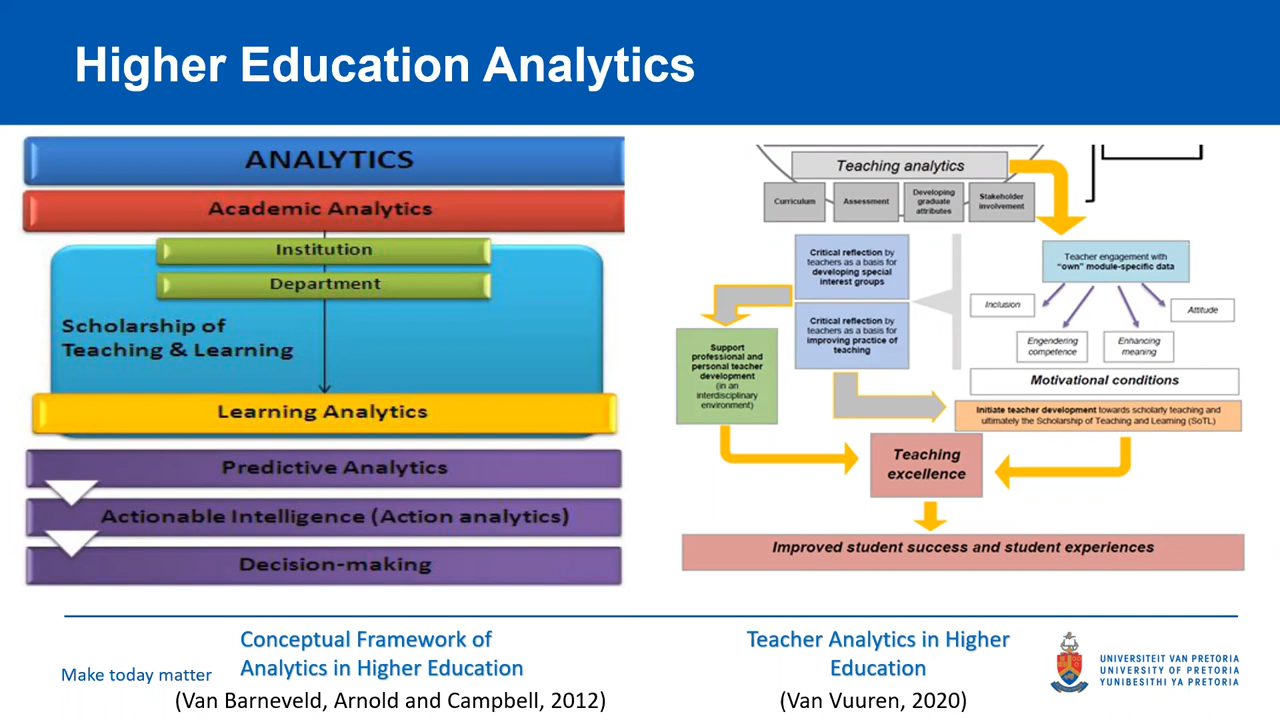 Higher Education Analytics
ANALYTICS
Academic Analytics
Institution
Department
Scholarship of
Teaching & Learning
Learning Analytics
Predictive Analytics
Actionable Intelligence (Action analytics)
Decision-making
Teaching analytics
Curriculum
Assessment
Developing
graduate
attributes
Stakeholder
involvement
Critical reflection by
teachers as a basis for
developing special
interest groups
Teacher engagement with
"own" module-specific data
Inclusion
Attitude
Engendering
competence
Enhancing
meaning
Critical reflection by
teachers as a basis for
improving practice of
teaching
Support
professional and
personal teacher
development
(in an
interdisciplinary
environment)
Motivational conditions
Initiate teacher development towards scholarly teaching and
ultimately the Scholarship of Teaching and Learning (SoTL)
Teaching
excellence
Improved student success and student experiences
Conceptual Framework of
Analytics in Higher Education
(Van Barneveld, Arnold and Campbell, 2012)
Teacher Analytics in Higher
Education
(Van Vuuren, 2020)
Make today matter
UNIVERSITEIT VAN PRETORIA
UNIVERSITY OF PRETORIA
YUNIBESITHI YA PRETORIA